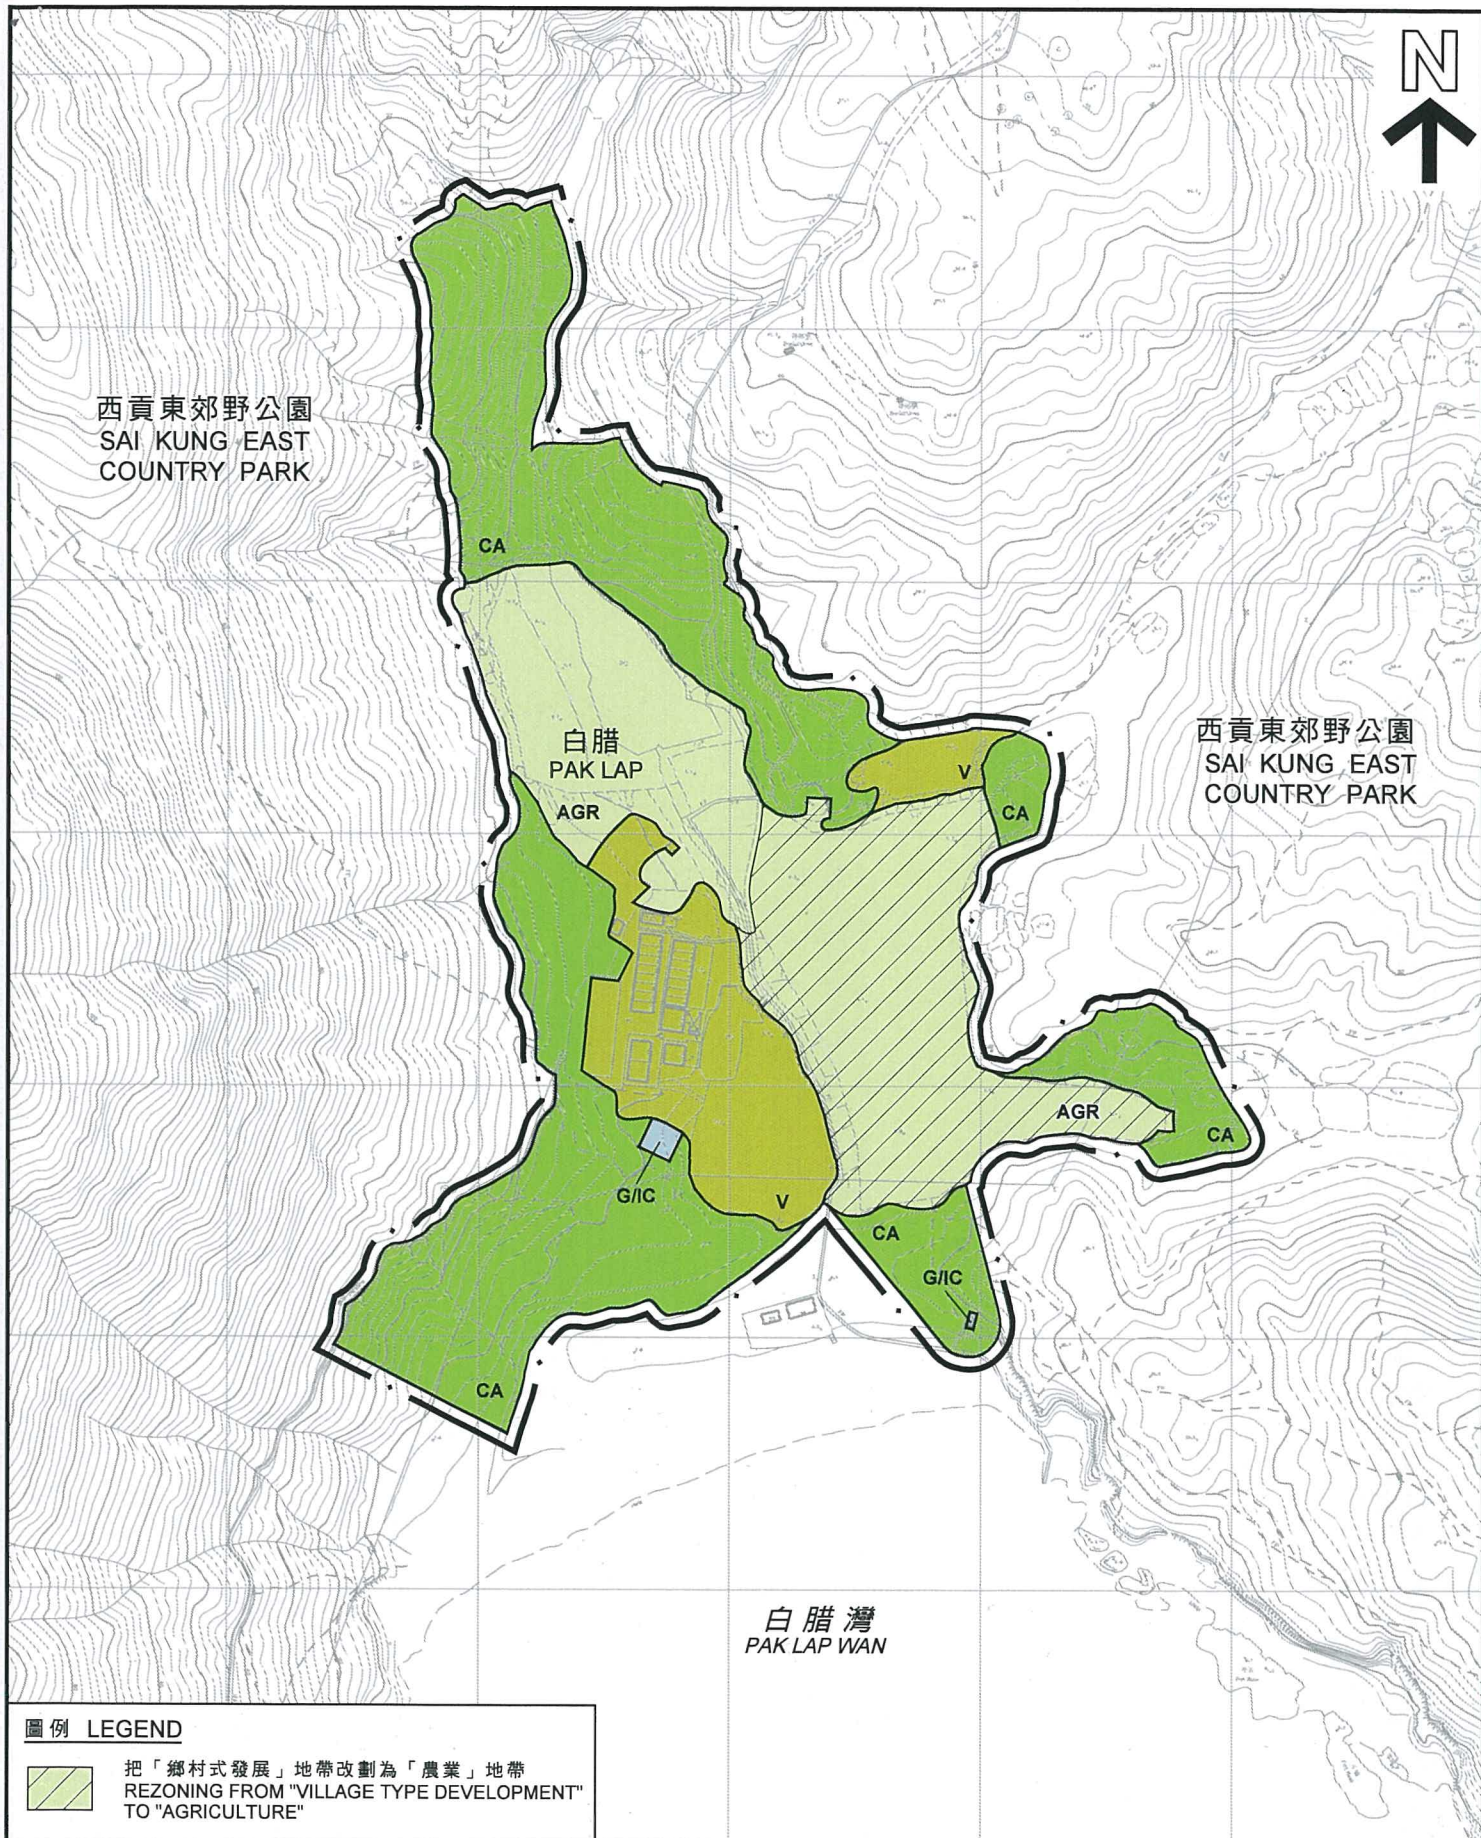 N
西貢東郊野公園
SAI KUNG EAST
COUNTRY PARK
CA
白腊
PAK LAP
AGR
V
CA
西貢東郊野公園
SAI KUNG EAST
COUNTRY PARK
AGR
CA
G/IC
V
CA
G/IC
CA
白腊灣
PAK LAP WAN
圖例 LEGEND
把「鄉村式發展」地帶改劃為「農業」地帶
REZONING FROM "VILLAGE TYPE DEVELOPMENT"
TO "AGRICULTURE"